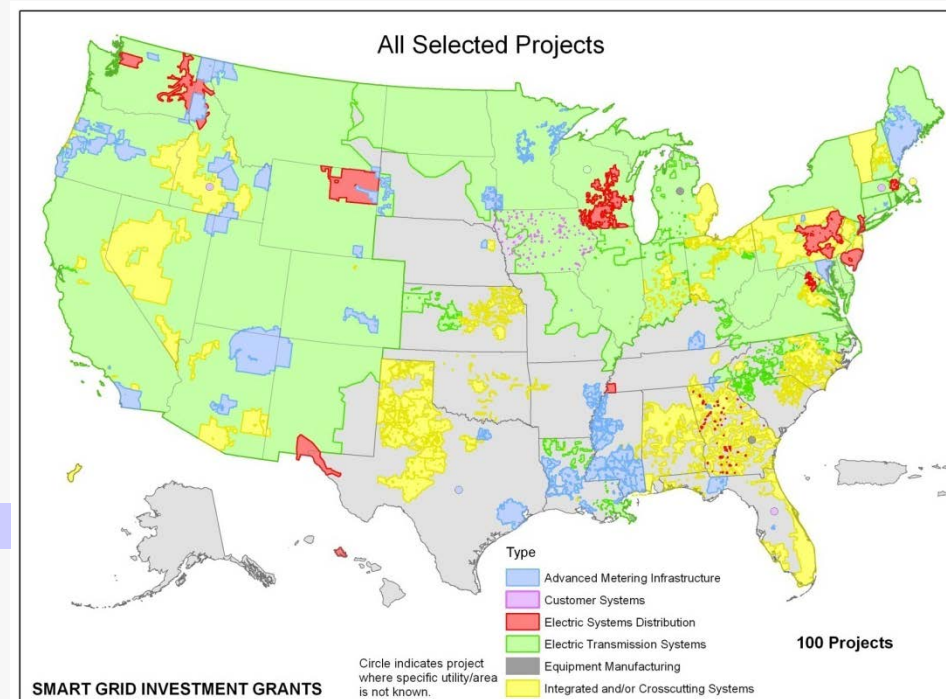 All Selected Projects
Type
Advanced Metering Infrastructure
Customer Systems
Electric Systems Distribution
Electric Transmission Systems
Equipment Manufacturing
Integrated and/or Crosscutting Systems
100 Projects
Circle indicates project
where specific utility/area
is not known.
SMART GRID INVESTMENT GRANTS